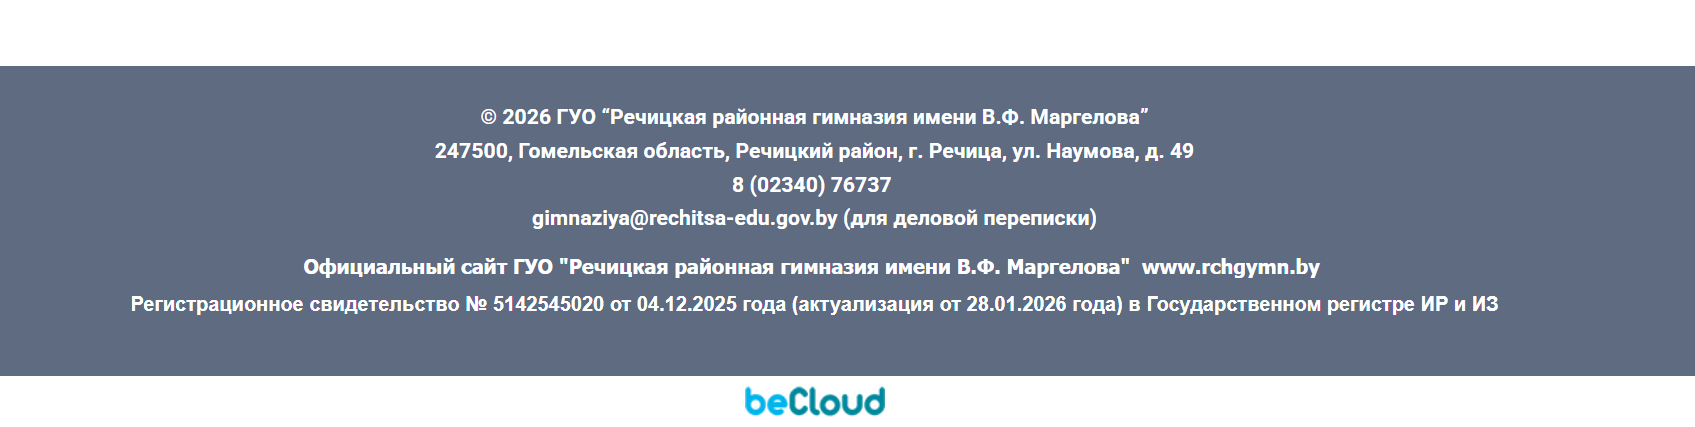 © 2026 ГУО “Речицкая районная гимназия имени В.Ф. Маргелова”
247500, Гомельская область, Речицкий район, г. Речица, ул. Наумова, д. 49
8 (02340) 76737
gimnaziya@rechitsa-edu.gov.by (для деловой переписки)
Официальный сайт ГУО "Речицкая районная гимназия имени В.Ф. Маргелова"  www.rchgymn.by
Регистрационное свидетельство № 5142545020 от 04.12.2025 года (актуализация от 28.01.2026 года) в Государственном регистре ИР и ИЗ
beCloud